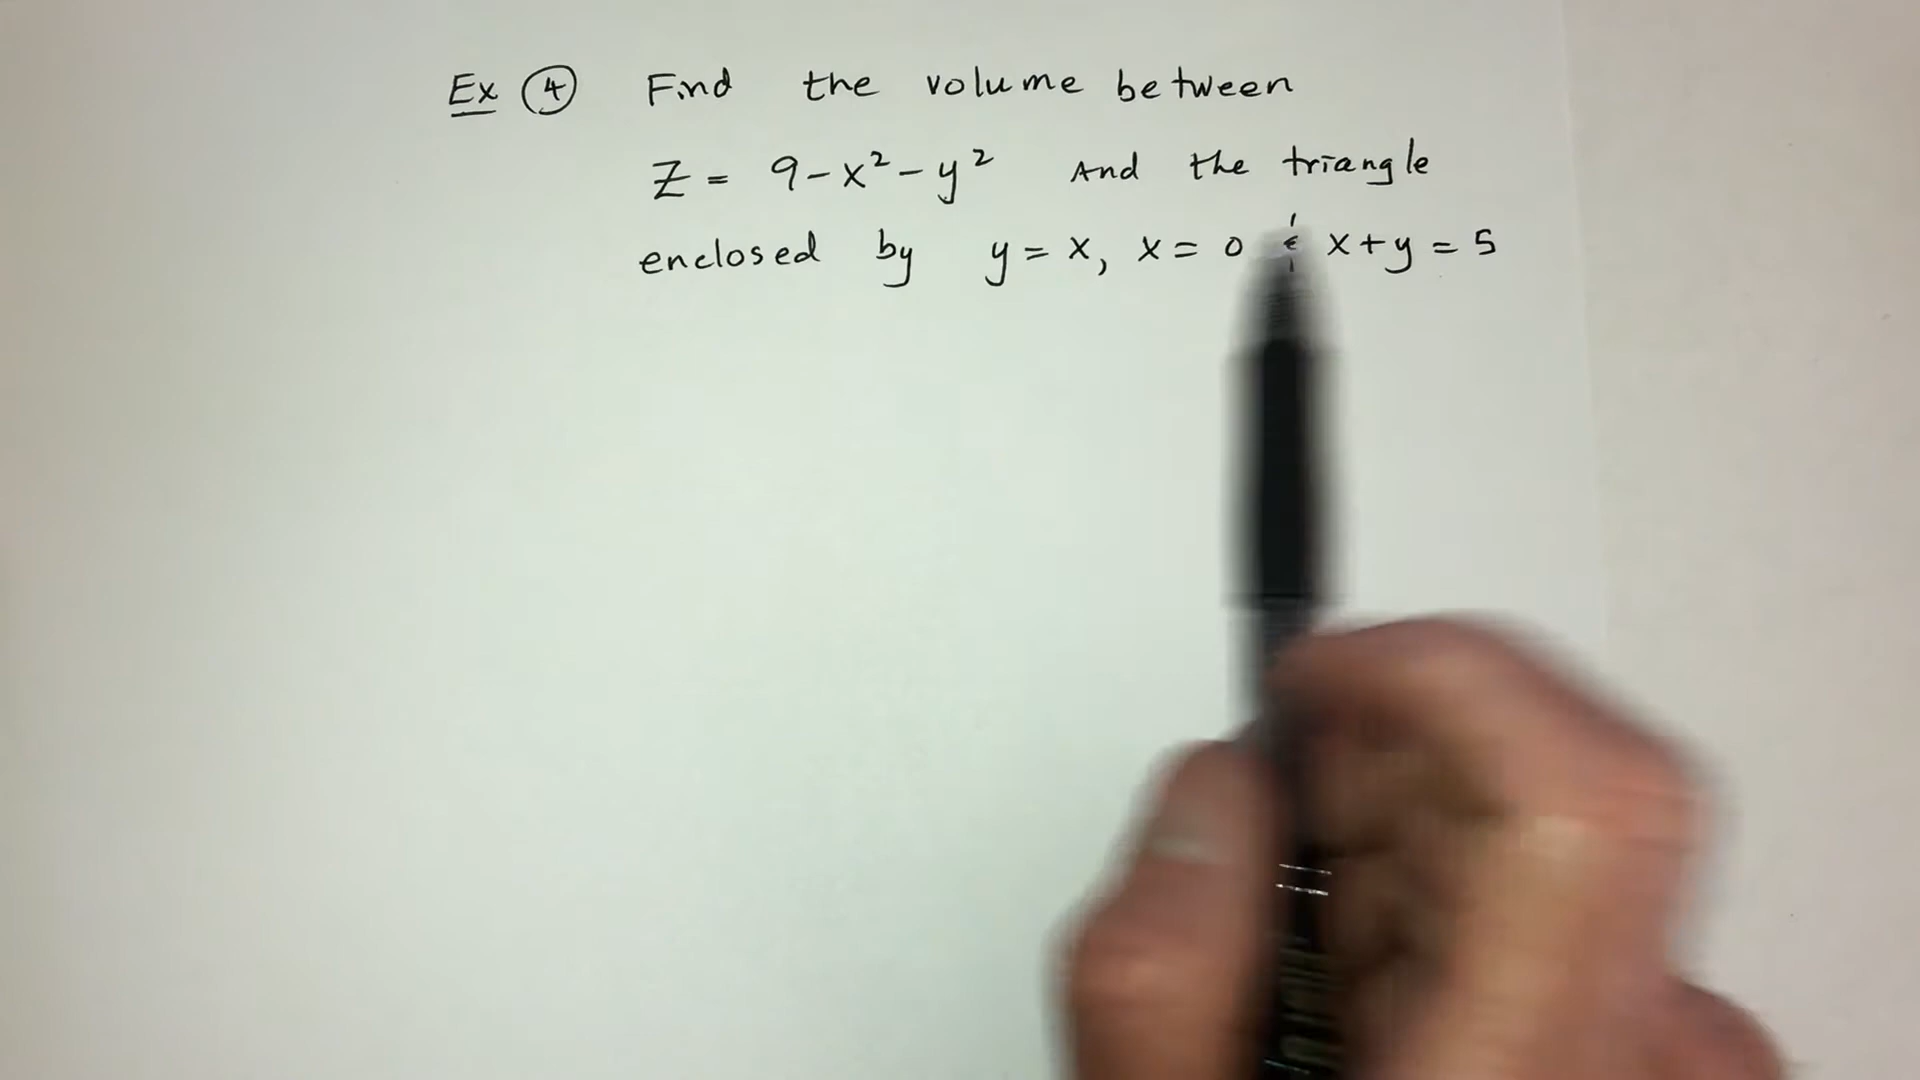 Ex ④ Find the volume between
Z = 9-x²-y² And the triangle
enclosed by y = x, x = 0 & x+y = 5